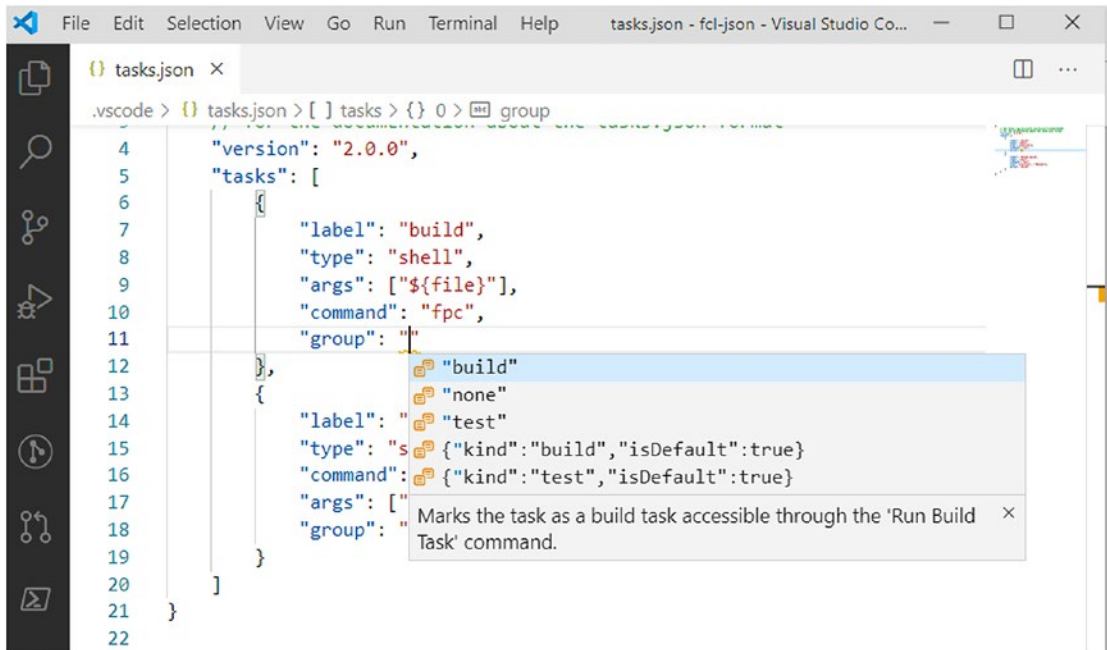 File Edit Selection View Go Run Terminal Help tasks.json - fcl-json - Visual Studio Co...
{} tasks.json ×
.vscode > {} tasks.json > [ ] tasks > {} 0 > group
4 "version": "2.0.0",
5 "tasks": [
6 {
7 "label": "build",
8 "type": "shell",
9 "args": ["${file}"],
10 "command": "fpc",
11 "group": ""
12 },
"build"
13 {
"none"
14 "label": "
"test"
15 "type": "s
{"kind":"build","isDefault":true}
16 "command":
{"kind":"test","isDefault":true}
17 "args": ["
Marks the task as a build task accessible through the 'Run Build ×
18 "group": "
Task' command.
19 }
20 ]
21 }
22